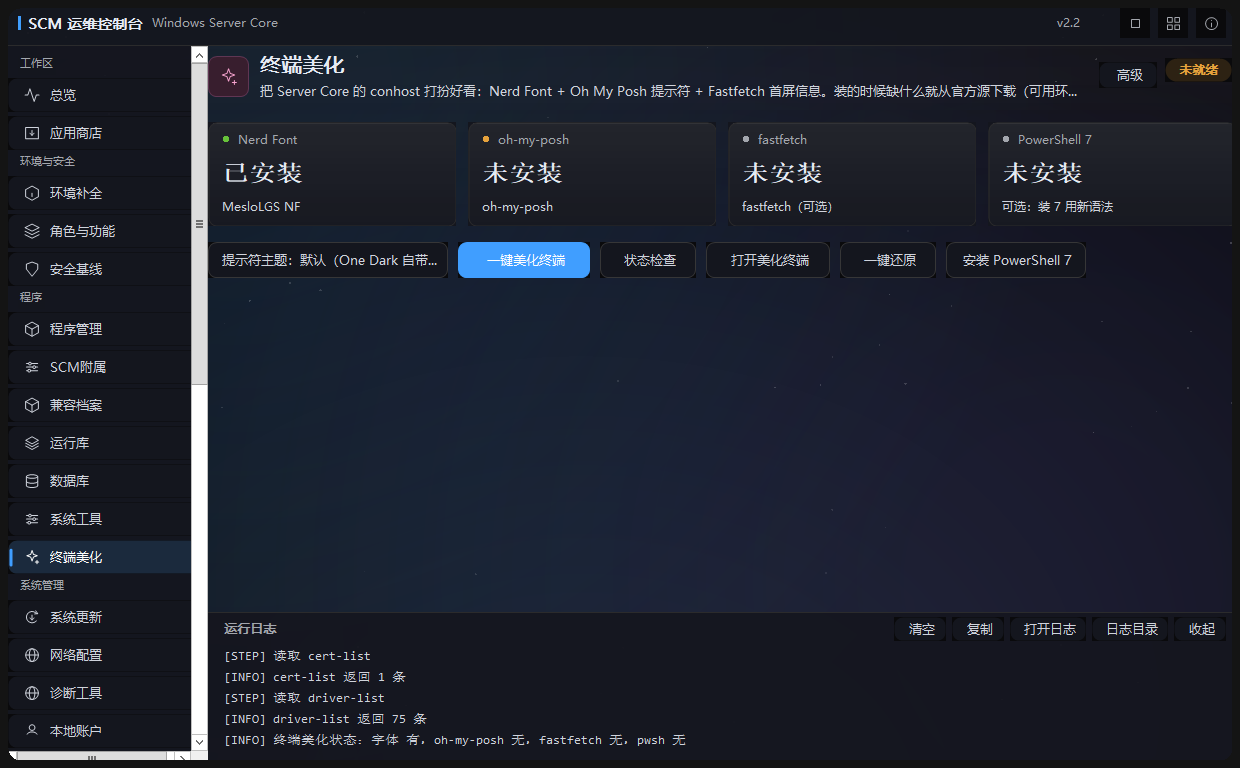 SCM 运维控制台 Windows Server Core v2.2
工作区
总览
应用商店
环境与安全
环境补全
角色与功能
安全基线
程序
程序管理
SCM附属
兼容档案
运行库
数据库
系统工具
终端美化
系统管理
系统更新
网络配置
诊断工具
本地账户
终端美化
把 Server Core 的 conhost 打扮好看：Nerd Font + Oh My Posh 提示符 + Fastfetch 首屏信息。装的时候缺什么就从官方源下载（可用环...
高级
未就绪
Nerd Font
已安装
MesloLGS NF
oh-my-posh
未安装
oh-my-posh
fastfetch
未安装
fastfetch（可选）
PowerShell 7
未安装
可选：装 7 用新语法
提示符主题：默认（One Dark 自带...
一键美化终端
状态检查
打开美化终端
一键还原
安装 PowerShell 7
运行日志
清空
复制
打开日志
日志目录
收起
[STEP] 读取 cert-list
[INFO] cert-list 返回 1 条
[STEP] 读取 driver-list
[INFO] driver-list 返回 75 条
[INFO] 终端美化状态：字体 有, oh-my-posh 无, fastfetch 无, pwsh 无